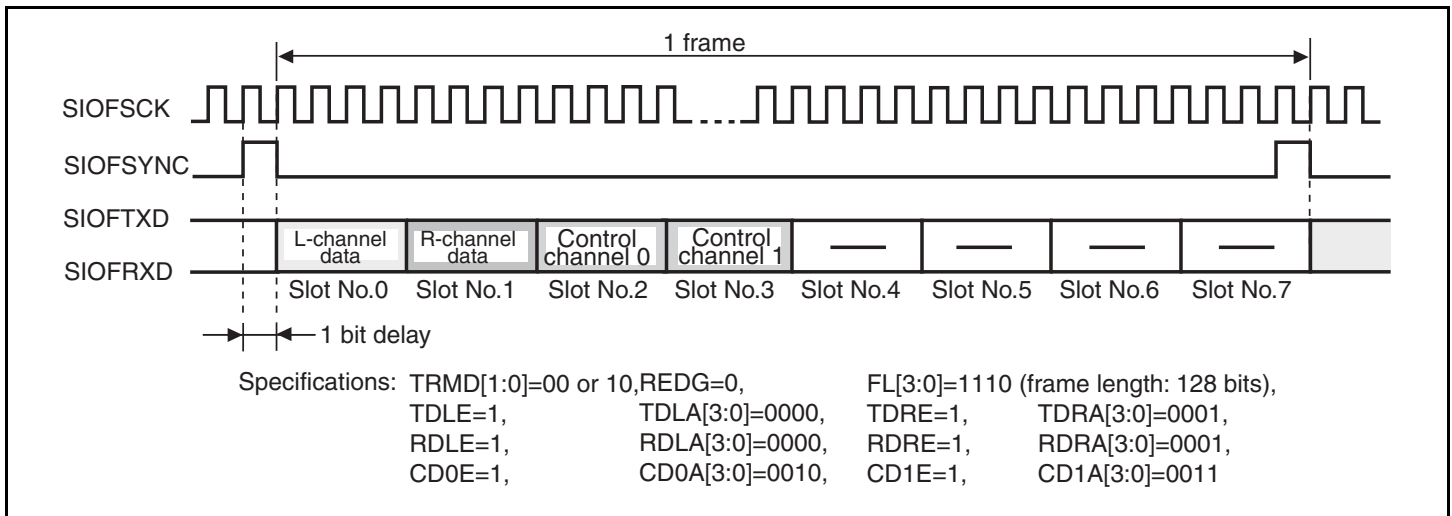 1 frame
SIOFSCK
SIOFSYNC
SIOFTXD
SIOFRXD
L-channel
data
R-channel
data
Control
channel 0
Control
channel 1
Slot No.0 Slot No.1 Slot No.2 Slot No.3 Slot No.4 Slot No.5 Slot No.6 Slot No.7
1 bit delay
Specifications: TRMD[1:0]=00 or 10,REDG=0, FL[3:0]=1110 (frame length: 128 bits),
TDLE=1, TDLA[3:0]=0000, TDRE=1, TDRA[3:0]=0001,
RDLE=1, RDLA[3:0]=0000, RDRE=1, RDRA[3:0]=0001,
CD0E=1, CD0A[3:0]=0010, CD1E=1, CD1A[3:0]=0011